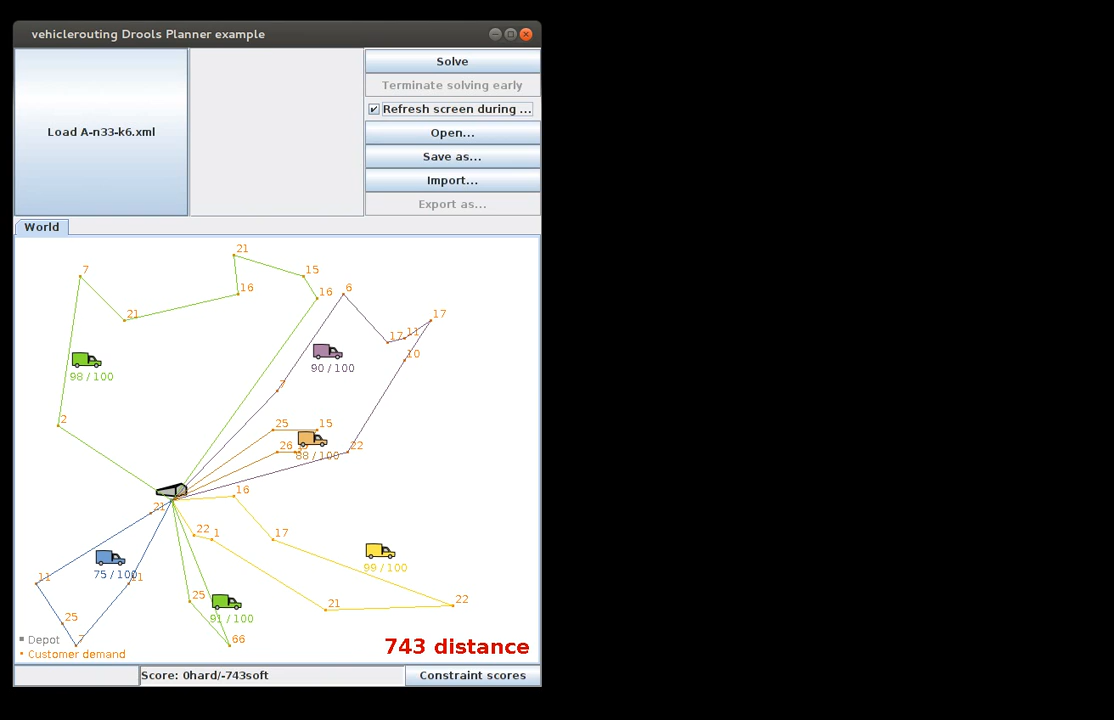 vehiclerouting Drools Planner example
Load A-n33-k6.xml
Solve
Terminate solving early
Refresh screen during ...
Open...
Save as...
Import...
Export as...
World
21
7
15
16
16
6
21
17
17
11
10
98 / 100
90 / 100
7
2
25
15
26
22
88 / 100
16
21
22
1
17
99 / 100
11
75 / 100
25
22
21
91 / 100
25
66
7
Depot
Customer demand
743 distance
Score: 0hard/-743soft
Constraint scores